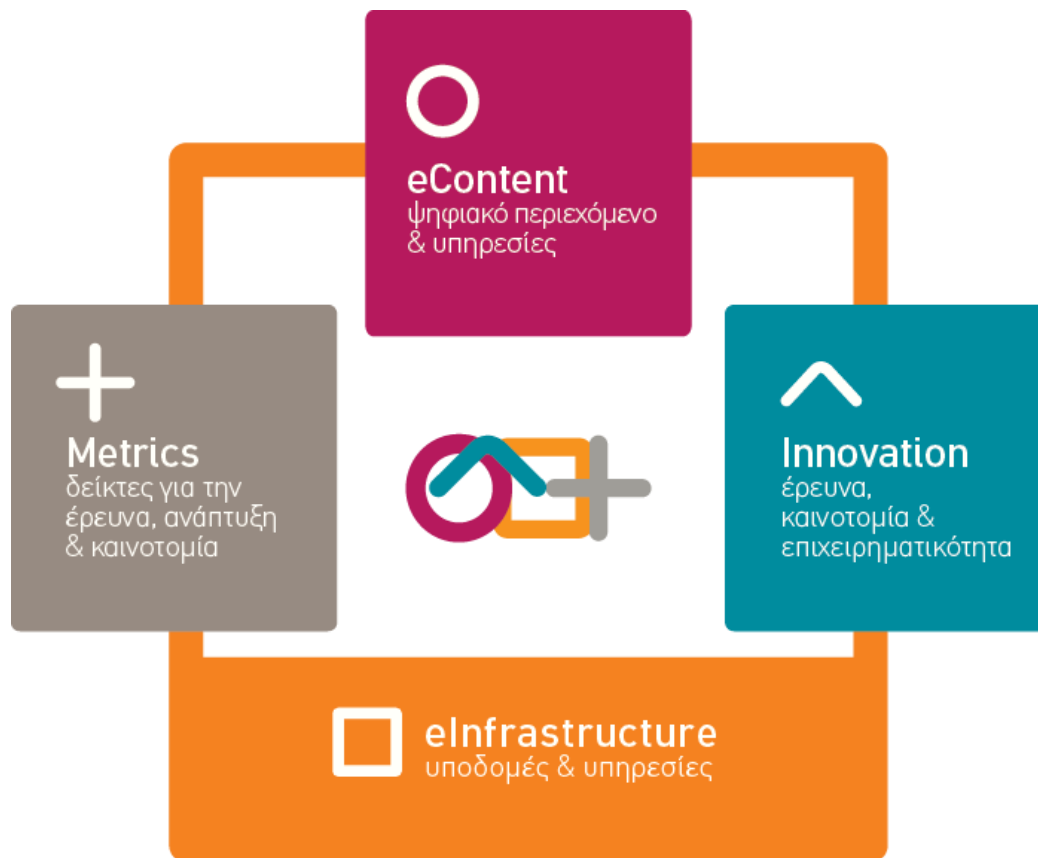 eContent
ψηφιακό περιεχόμενο
& υπηρεσίες
Metrics
δείκτες για την
έρευνα, ανάπτυξη
& καινοτομία
Innovation
έρευνα,
καινοτομία &
επιχειρηματικότητα
eInfrastructure
υποδομές & υπηρεσίες